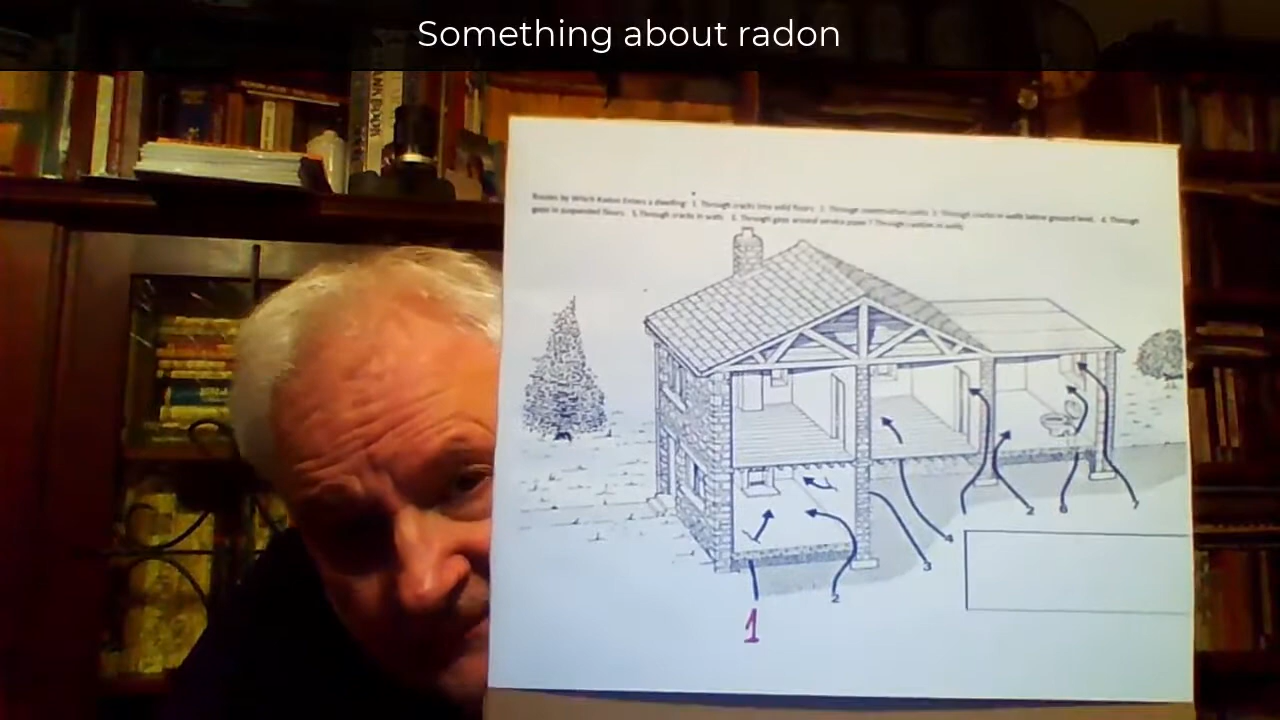 Something about radon
Routes by Which Radon Enters a dwelling: 1. Through cracks into solid floors 2. Through construction joints 3. Through cracks in walls below ground level. 4. Through
gaps in suspended floors. 5.Through cracks in walls 6. Through gaps around service pipes 7 Through cavities in walls
7
2
6
4
3
2
1